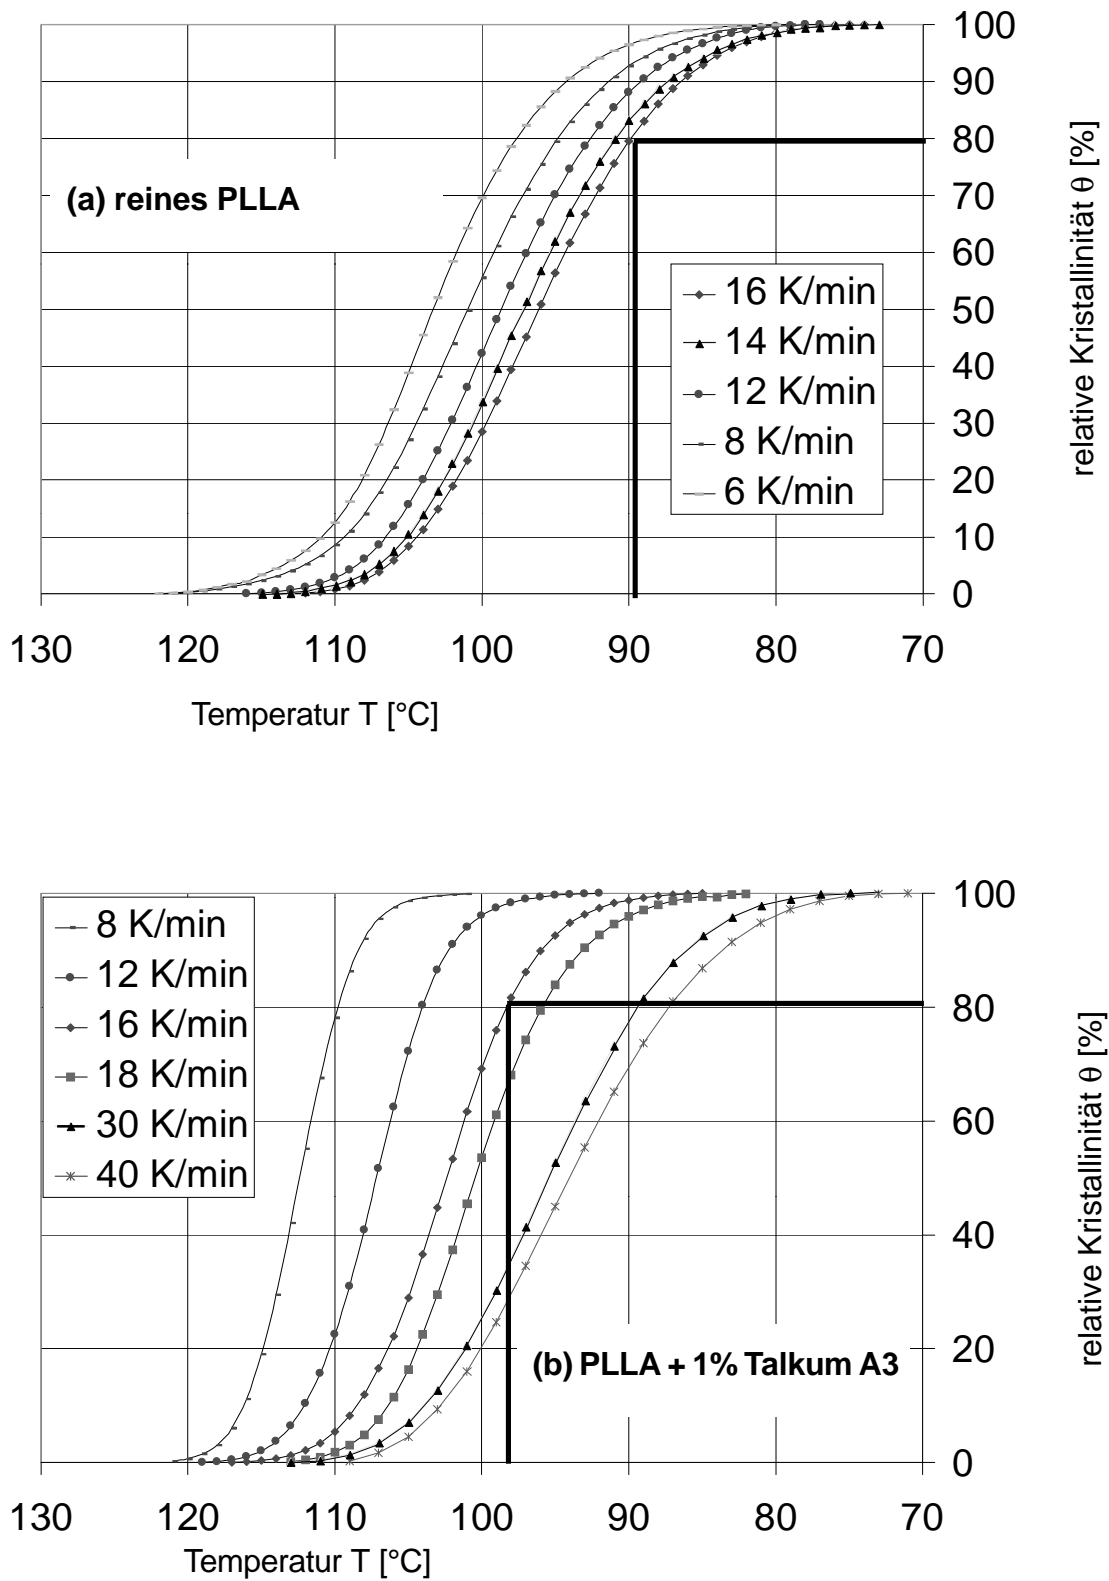 100
90
80
70
60
50
40
30
20
10
0
relative Kristallinität θ [%]
(a) reines PLLA
16 K/min
14 K/min
12 K/min
8 K/min
6 K/min
130 120 110 100 90 80 70
Temperatur T [°C]
100
80
60
40
20
0
relative Kristallinität θ [%]
8 K/min
12 K/min
16 K/min
18 K/min
30 K/min
40 K/min
(b) PLLA + 1% Talkum A3
130 120 110 100 90 80 70
Temperatur T [°C]